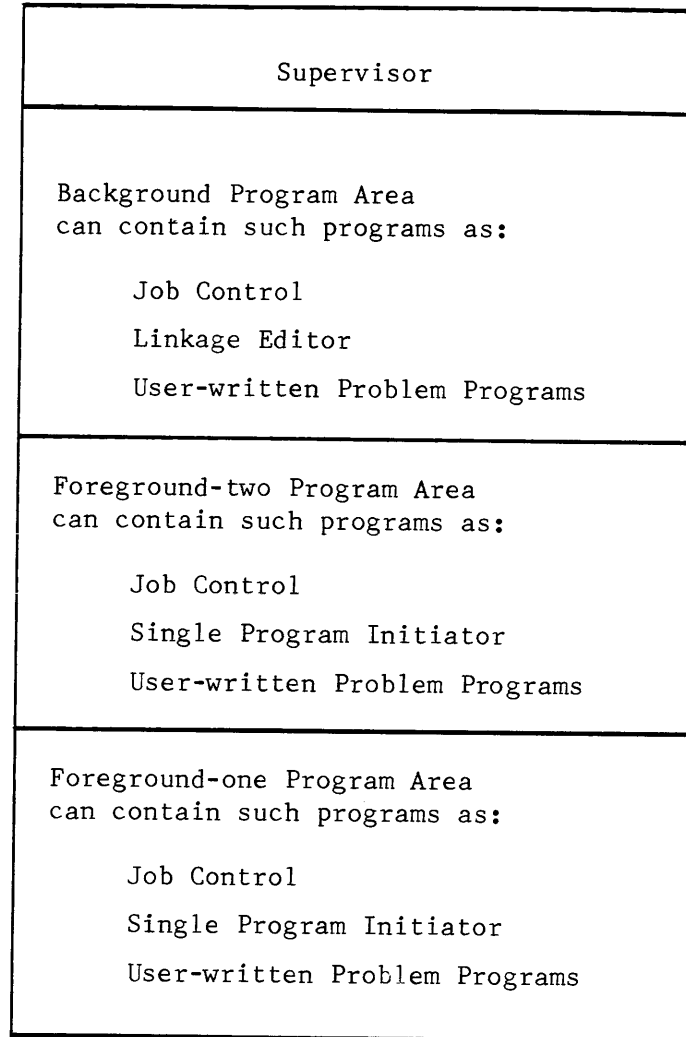 Supervisor
Background Program Area
can contain such programs as:
Job Control
Linkage Editor
User-written Problem Programs
Foreground-two Program Area
can contain such programs as:
Job Control
Single Program Initiator
User-written Problem Programs
Foreground-one Program Area
can contain such programs as:
Job Control
Single Program Initiator
User-written Problem Programs